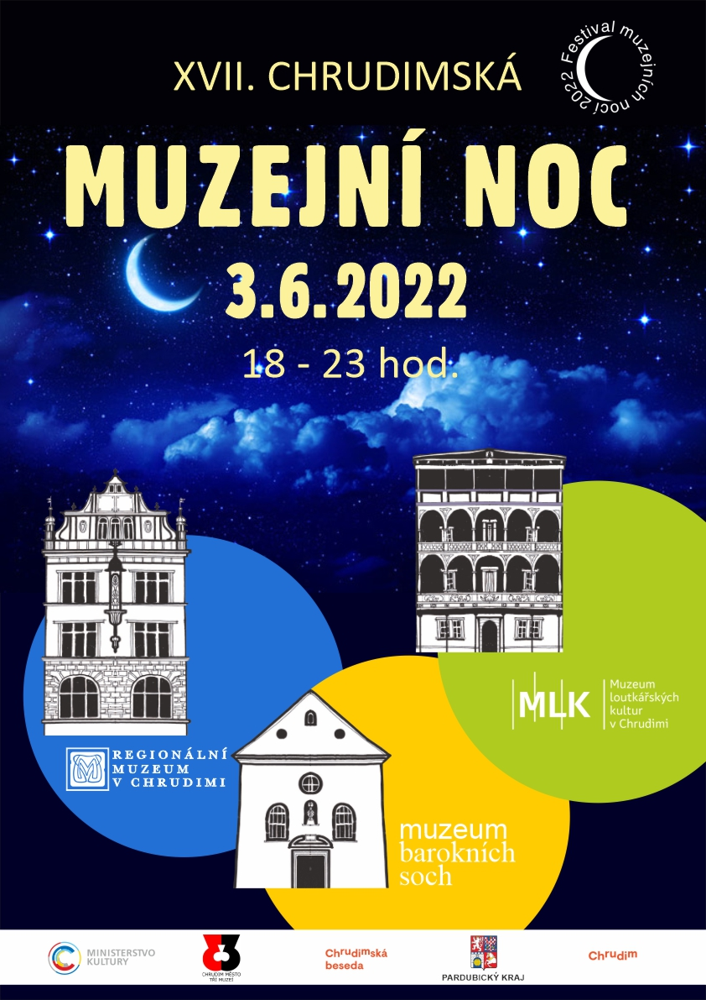 XVII. CHRUDIMSKÁ
Festival muzejních nocí 2022
MUZEJNÍ NOC
3.6.2022
18 - 23 hod.
MLK
Muzeum
loutkářských
kultur
v Chrudimi
REGIONÁLNÍ
MUZEUM
V CHRUDIMI
muzeum
barokních
soch
MINISTERSTVO
KULTURY
CHRUDIM MĚSTO
TŘÍ MUZEÍ
Chrudimská
beseda
PARDUBICKÝ KRAJ
Chrudim